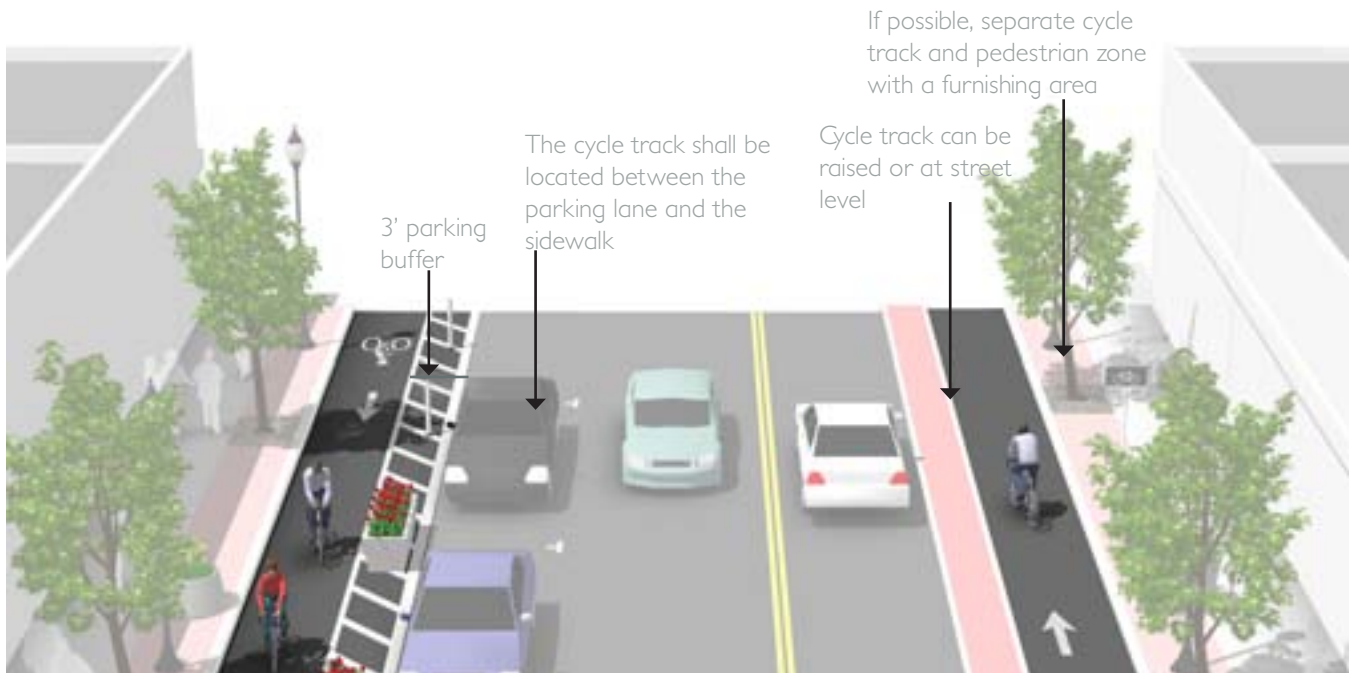 If possible, separate cycle
track and pedestrian zone
with a furnishing area
Cycle track can be
raised or at street
level
The cycle track shall be
located between the
parking lane and the
sidewalk
3' parking
buffer